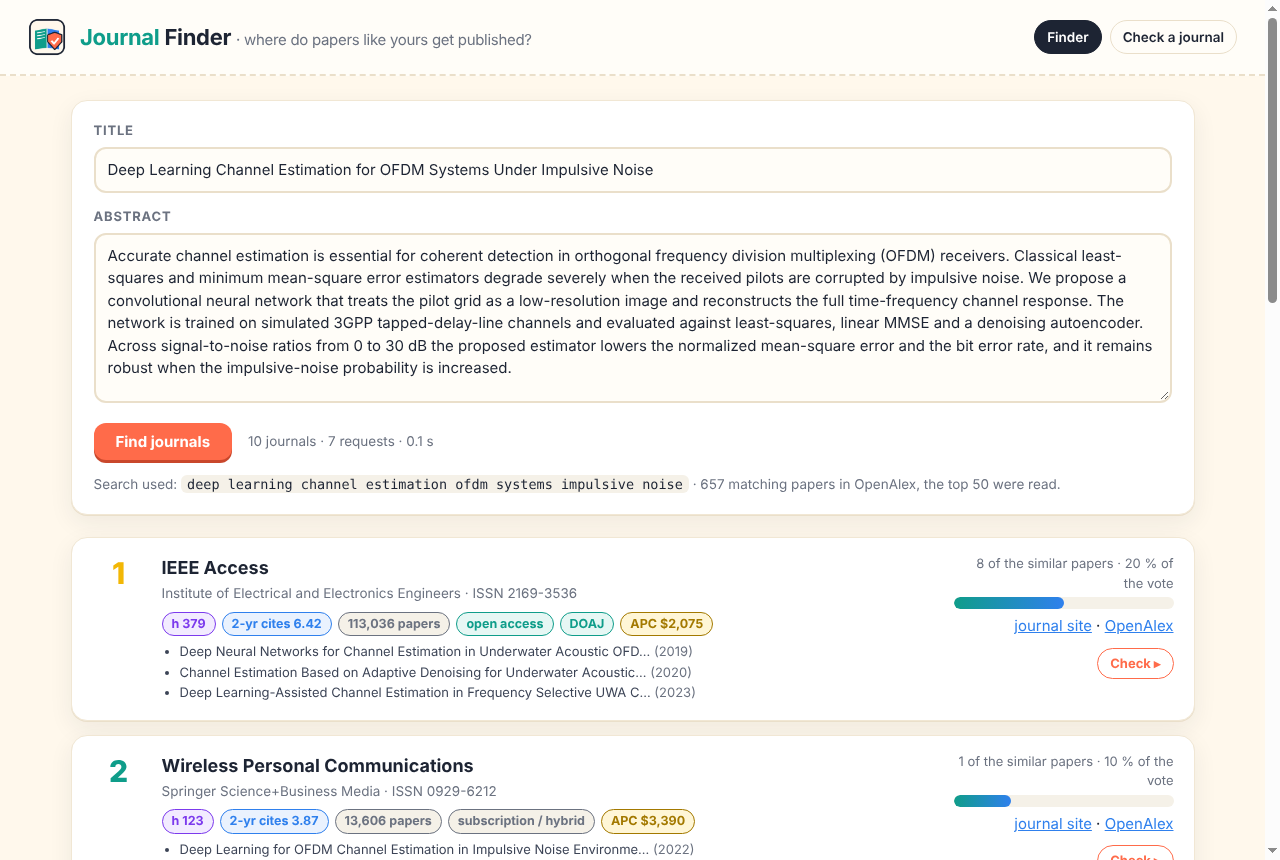 Journal Finder · where do papers like yours get published?
Finder
Check a journal
TITLE
Deep Learning Channel Estimation for OFDM Systems Under Impulsive Noise
ABSTRACT
Accurate channel estimation is essential for coherent detection in orthogonal frequency division multiplexing (OFDM) receivers. Classical least-
squares and minimum mean-square error estimators degrade severely when the received pilots are corrupted by impulsive noise. We propose a
convolutional neural network that treats the pilot grid as a low-resolution image and reconstructs the full time-frequency channel response. The
network is trained on simulated 3GPP tapped-delay-line channels and evaluated against least-squares, linear MMSE and a denoising autoencoder.
Across signal-to-noise ratios from 0 to 30 dB the proposed estimator lowers the normalized mean-square error and the bit error rate, and it remains
robust when the impulsive-noise probability is increased.
Find journals
10 journals · 7 requests · 0.1 s
Search used: deep learning channel estimation ofdm systems impulsive noise · 657 matching papers in OpenAlex, the top 50 were read.
1
IEEE Access
Institute of Electrical and Electronics Engineers · ISSN 2169-3536
h 379
2-yr cites 6.42
113,036 papers
open access
DOAJ
APC $2,075
• Deep Neural Networks for Channel Estimation in Underwater Acoustic OFD... (2019)
• Channel Estimation Based on Adaptive Denoising for Underwater Acoustic... (2020)
• Deep Learning-Assisted Channel Estimation in Frequency Selective UWA C... (2023)
8 of the similar papers · 20 % of
the vote
journal site · OpenAlex
Check ▸
2
Wireless Personal Communications
Springer Science+Business Media · ISSN 0929-6212
h 123
2-yr cites 3.87
13,606 papers
subscription / hybrid
APC $3,390
• Deep Learning for OFDM Channel Estimation in Impulsive Noise Environme... (2022)
1 of the similar papers · 10 % of the
vote
journal site · OpenAlex
Check ▸